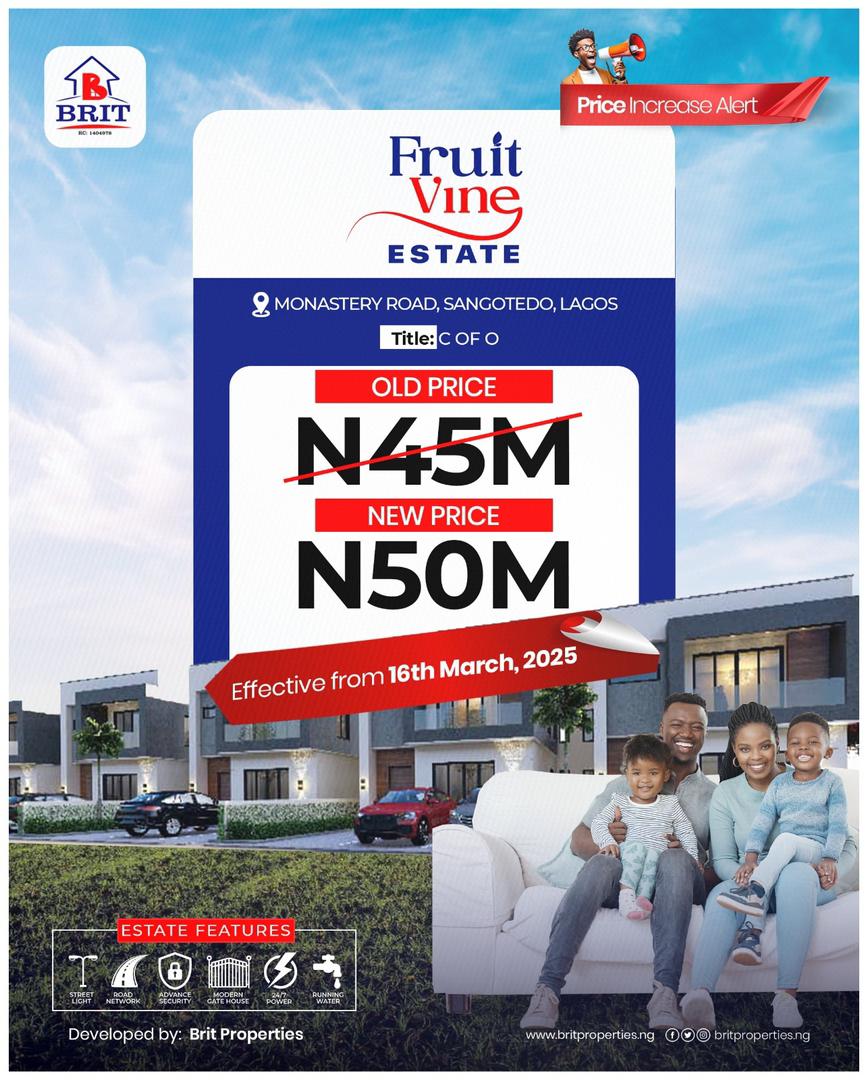 BRIT
RC: 1404978
Price Increase Alert
Fruit
Vine
ESTATE
MONASTERY ROAD, SANGOTEDO, LAGOS
Title: C OF O
OLD PRICE
N45M
NEW PRICE
N50M
Effective from 16th March, 2025
ESTATE FEATURES
STREET LIGHT
ROAD NETWORK
ADVANCE SECURITY
MODERN GATE HOUSE
24/7 POWER
RUNNING WATER
Developed by: Brit Properties
www.britproperties.ng britproperties.ng